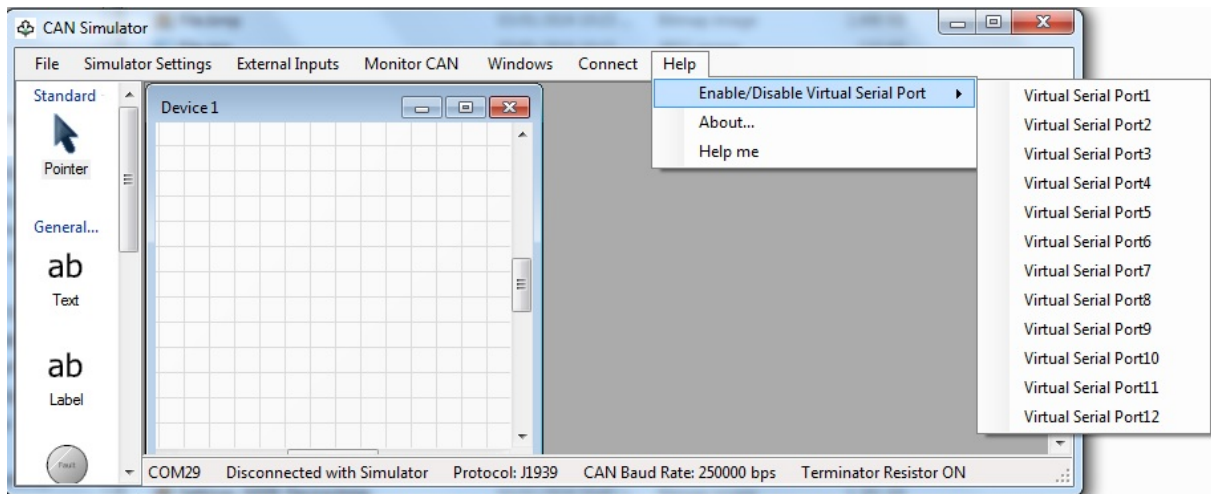 CAN Simulator
File Simulator Settings External Inputs Monitor CAN Windows Connect Help
Standard
Pointer
General...
ab
Text
ab
Label
Fault
Device 1
Enable/Disable Virtual Serial Port
About...
Help me
Virtual Serial Port1
Virtual Serial Port2
Virtual Serial Port3
Virtual Serial Port4
Virtual Serial Port5
Virtual Serial Port6
Virtual Serial Port7
Virtual Serial Port8
Virtual Serial Port9
Virtual Serial Port10
Virtual Serial Port11
Virtual Serial Port12
COM29 Disconnected with Simulator Protocol: J1939 CAN Baud Rate: 250000 bps Terminator Resistor ON